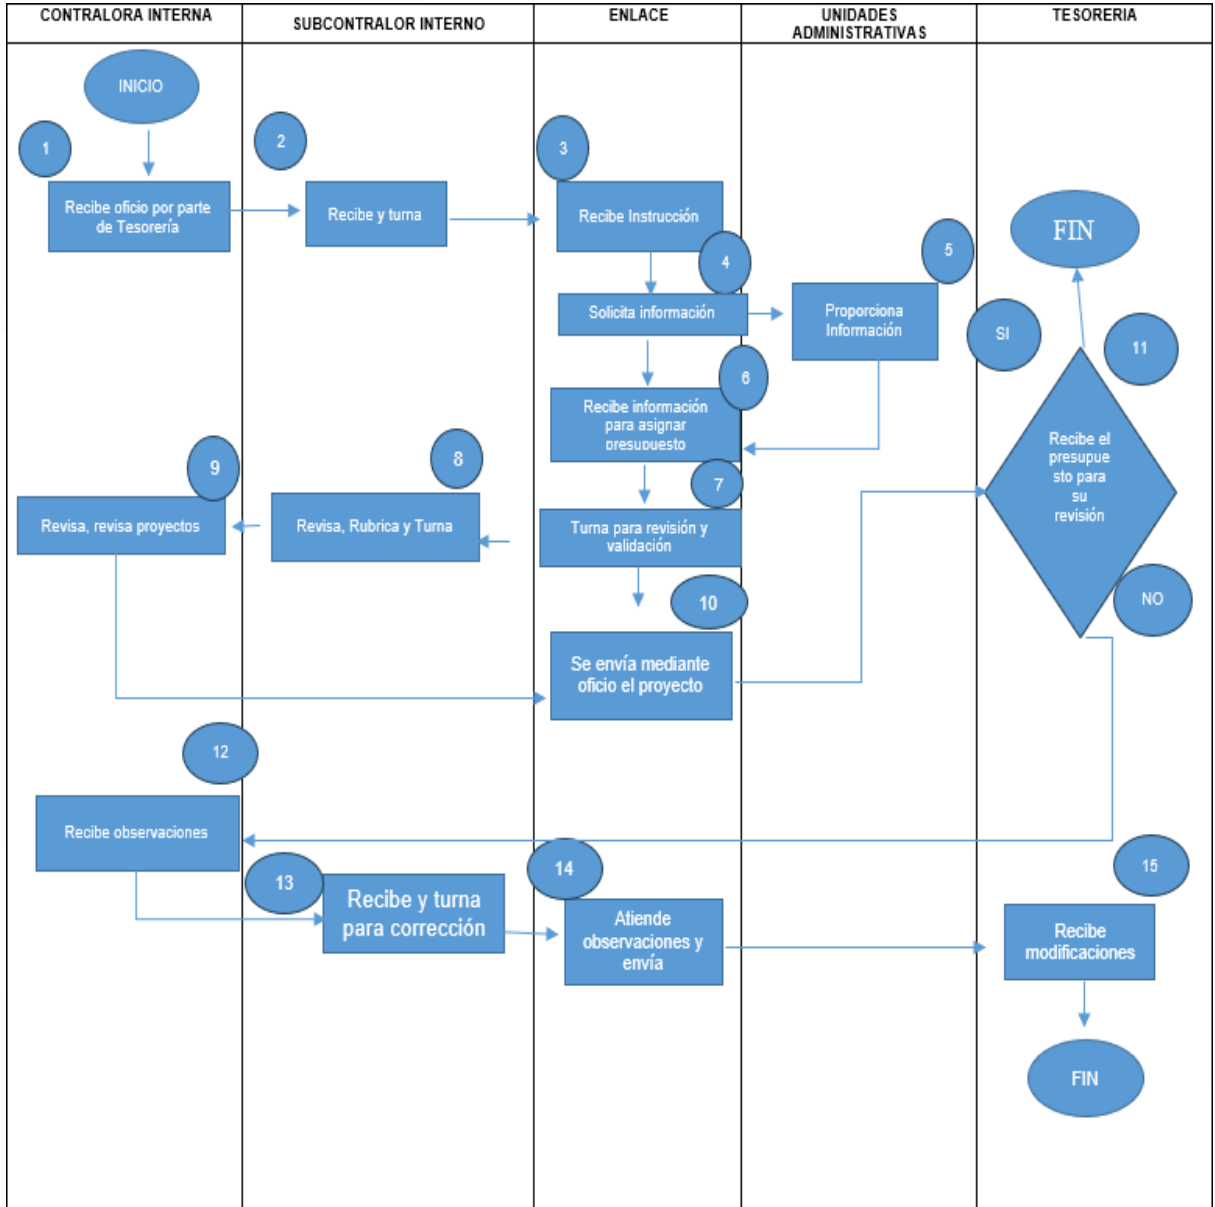 CONTRALORA INTERNA
SUBCONTRALOR INTERNO
ENLACE
UNIDADES
ADMINISTRATIVAS
TESORERIA
INICIO
1
Recibe oficio por parte
de Tesorería
2
Recibe y turna
3
Recibe Instrucción
4
Solicita información
5
Proporciona
Información
6
Recibe información
para asignar
presupuesto
7
Turna para revisión y
validación
8
Revisa, Rubrica y Turna
9
Revisa, revisa proyectos
10
Se envía mediante
oficio el proyecto
FIN
SI
11
Recibe el
presupue
sto para
su
revisión
NO
12
Recibe observaciones
13
Recibe y turna
para corrección
14
Atiende
observaciones y
envía
15
Recibe
modificaciones
FIN